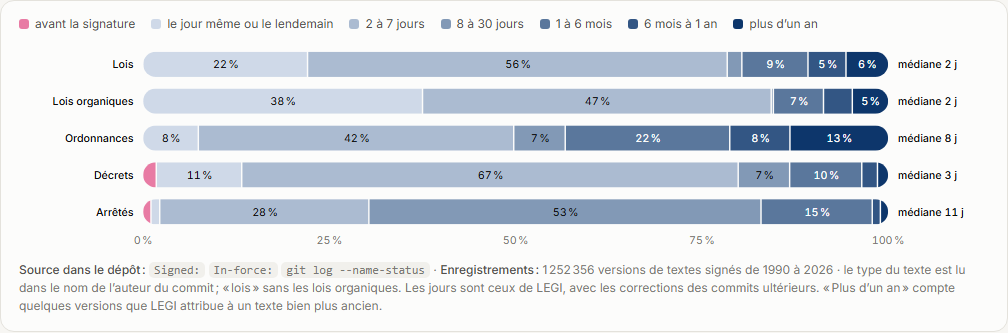 avant la signature le jour même ou le lendemain 2 à 7 jours 8 à 30 jours 1 à 6 mois 6 mois à 1 an plus d’un an
Lois 22 % 56 % 9 % 5 % 6 % médiane 2 j
Lois organiques 38 % 47 % 7 % 5 % médiane 2 j
Ordonnances 8 % 42 % 7 % 22 % 8 % 13 % médiane 8 j
Décrets 11 % 67 % 7 % 10 % médiane 3 j
Arrêtés 28 % 53 % 15 % médiane 11 j
0 % 25 % 50 % 75 % 100 %
Source dans le dépôt : Signed: In-force: git log --name-status · Enregistrements : 1 252 356 versions de textes signés de 1990 à 2026 · le type du texte est lu
dans le nom de l’auteur du commit ; « lois » sans les lois organiques. Les jours sont ceux de LEGI, avec les corrections des commits ultérieurs. « Plus d’un an » compte
quelques versions que LEGI attribue à un texte bien plus ancien.